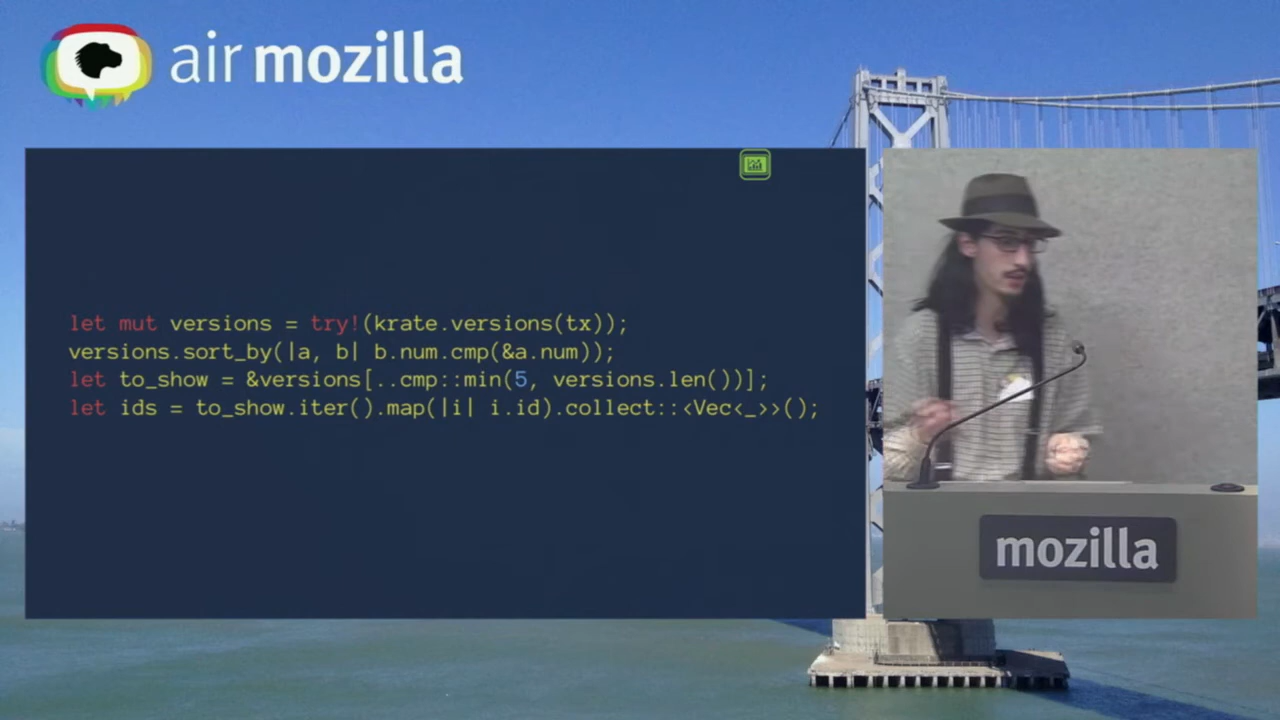 air mozilla
let mut versions = try!(krate.versions(tx));
versions.sort_by(|a, b| b.num.cmp(&a.num));
let to_show = &versions[..cmp::min(5, versions.len())];
let ids = to_show.iter().map(|i| i.id).collect::<Vec<_>>();
mozilla